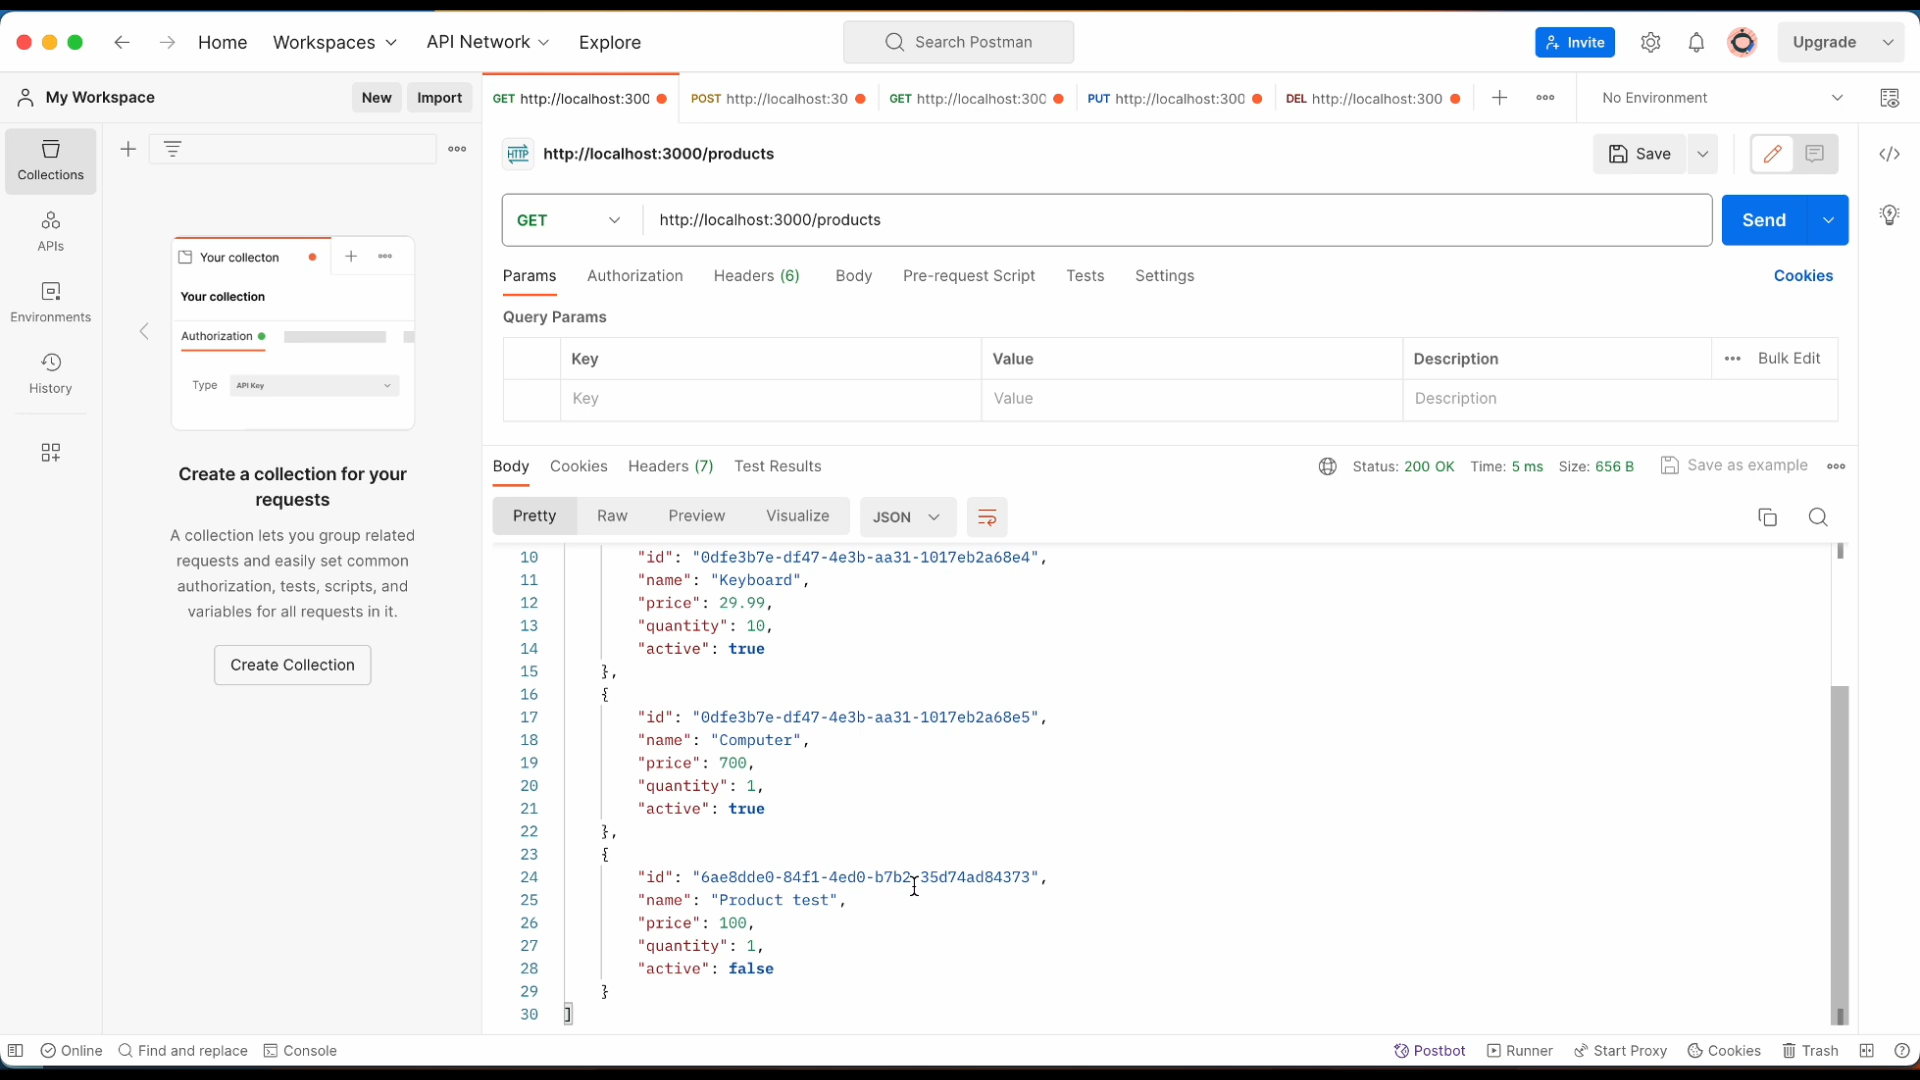 Home Workspaces API Network Explore Search Postman Invite Upgrade
My Workspace New Import GET http://localhost:300 POST http://localhost:30 GET http://localhost:300 PUT http://localhost:300 DEL http://localhost:300 No Environment
Collections
APIs
Environments
History
Your collecton
Your collection
Authorization
Type API Key
Create a collection for your
requests
A collection lets you group related
requests and easily set common
authorization, tests, scripts, and
variables for all requests in it.
Create Collection
HTTP http://localhost:3000/products Save
GET http://localhost:3000/products Send
Params Authorization Headers (6) Body Pre-request Script Tests Settings Cookies
Query Params
Key Value Description Bulk Edit
Key Value Description
Body Cookies Headers (7) Test Results Status: 200 OK Time: 5 ms Size: 656 B Save as example
Pretty Raw Preview Visualize JSON
10 "id": "0dfe3b7e-df47-4e3b-aa31-1017eb2a68e4",
11 "name": "Keyboard",
12 "price": 29.99,
13 "quantity": 10,
14 "active": true
15 },
16 {
17 "id": "0dfe3b7e-df47-4e3b-aa31-1017eb2a68e5",
18 "name": "Computer",
19 "price": 700,
20 "quantity": 1,
21 "active": true
22 },
23 {
24 "id": "6ae8dde0-84f1-4ed0-b7b2-35d74ad84373",
25 "name": "Product test",
26 "price": 100,
27 "quantity": 1,
28 "active": false
29 }
30 ]
Online Find and replace Console Postbot Runner Start Proxy Cookies Trash